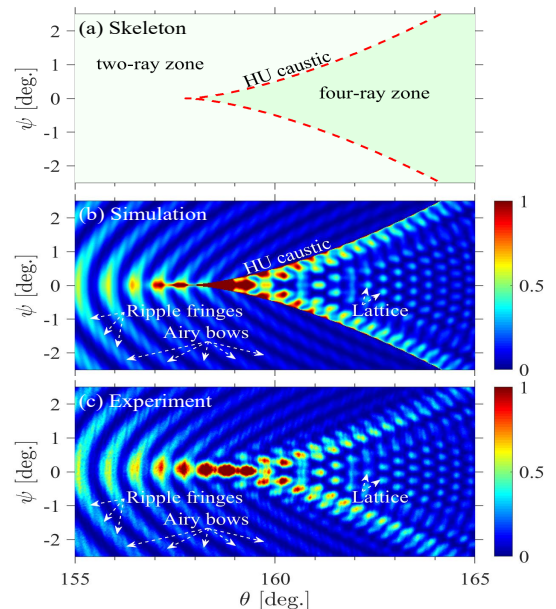 (a) Skeleton
two-ray zone
HU caustic
four-ray zone
2
1
0
-1
-2
ψ [deg.]
(b) Simulation
HU caustic
Ripple fringes
Airy bows
Lattice
2
1
0
-1
-2
ψ [deg.]
1
0.5
0
(c) Experiment
Ripple fringes
Airy bows
Lattice
2
1
0
-1
-2
ψ [deg.]
1
0.5
0
155 160 165
θ [deg.]